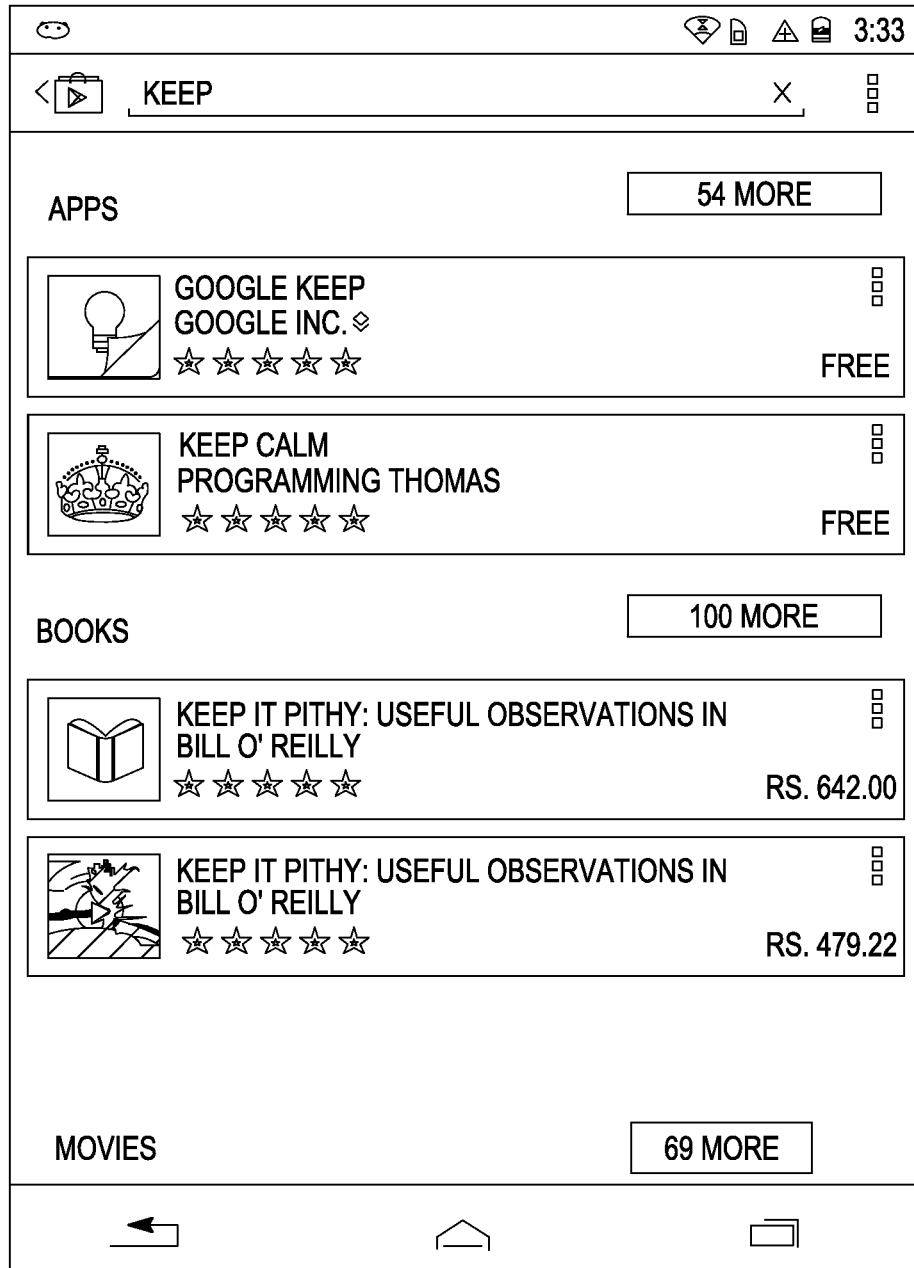 3:33
KEEP X
APPS
54 MORE
GOOGLE KEEP
GOOGLE INC.
FREE
KEEP CALM
PROGRAMMING THOMAS
FREE
BOOKS
100 MORE
KEEP IT PITHY: USEFUL OBSERVATIONS IN
BILL O' REILLY
RS. 642.00
KEEP IT PITHY: USEFUL OBSERVATIONS IN
BILL O' REILLY
RS. 479.22
MOVIES
69 MORE